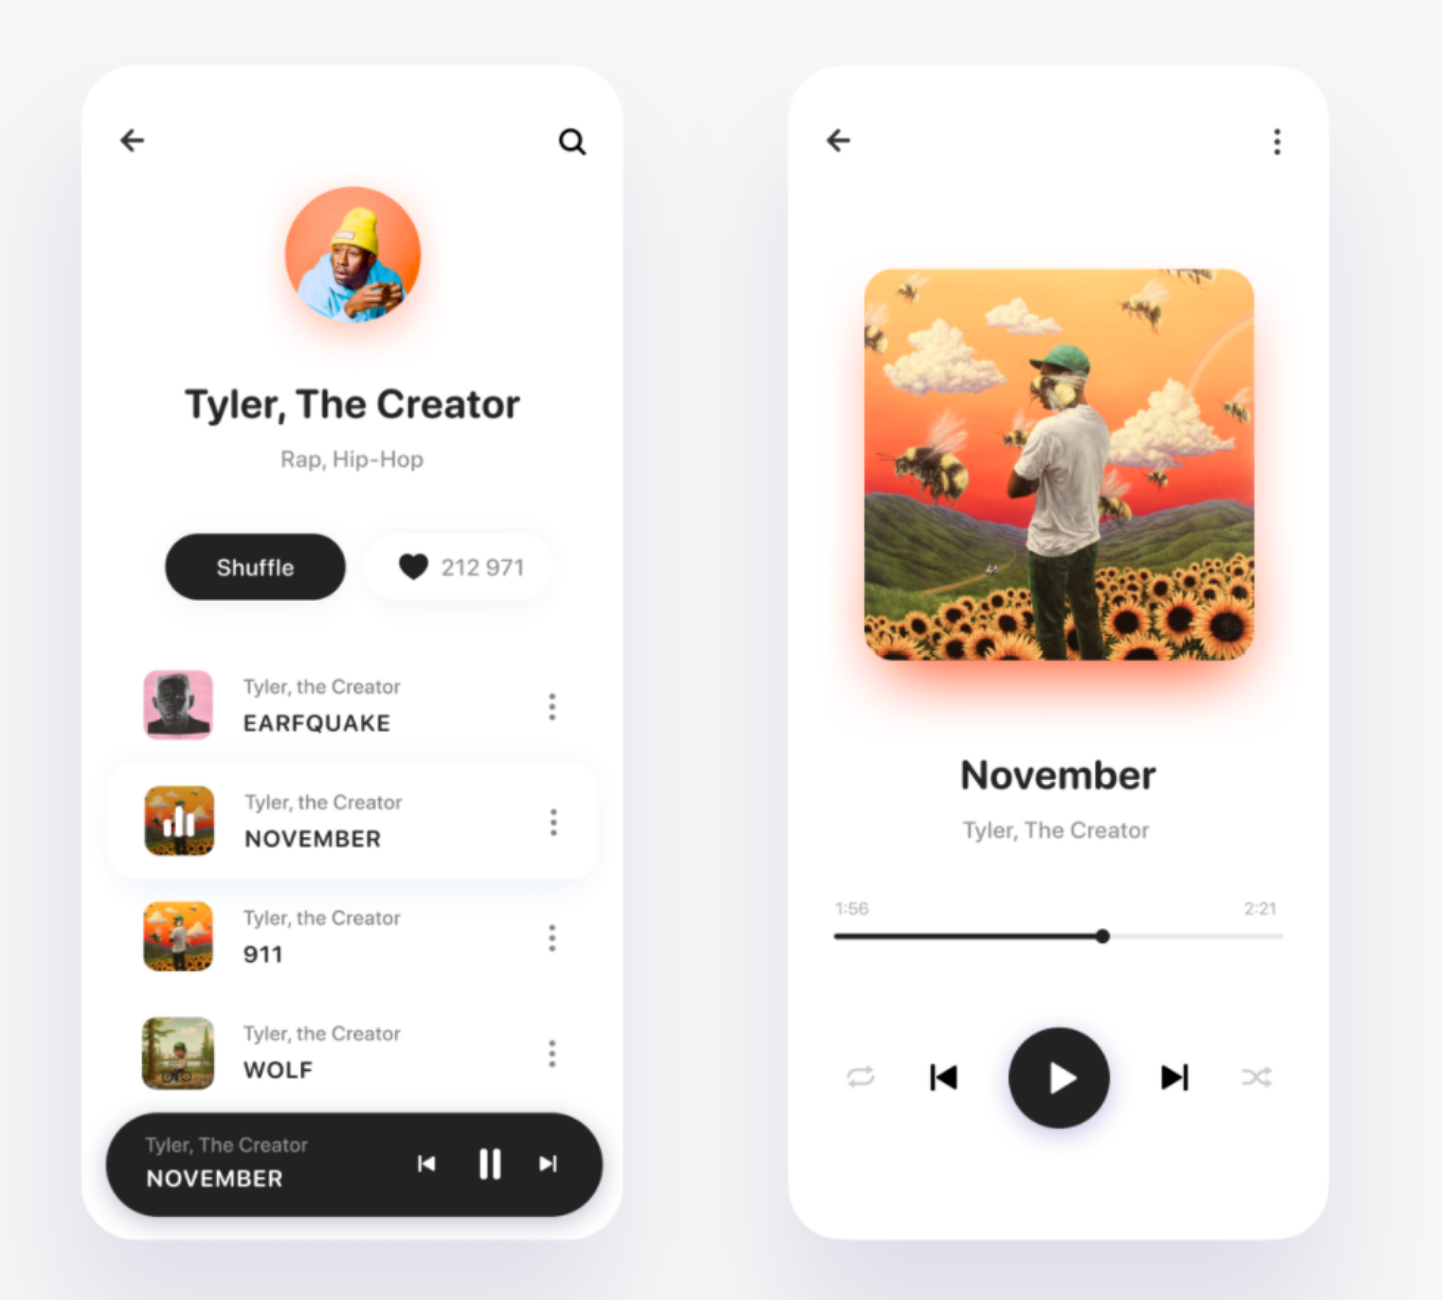 Tyler, The Creator
Rap, Hip-Hop
Shuffle
212 971
Tyler, the Creator
EARFQUAKE
Tyler, the Creator
NOVEMBER
Tyler, the Creator
911
Tyler, the Creator
WOLF
Tyler, The Creator
NOVEMBER
November
Tyler, The Creator
1:56
2:21